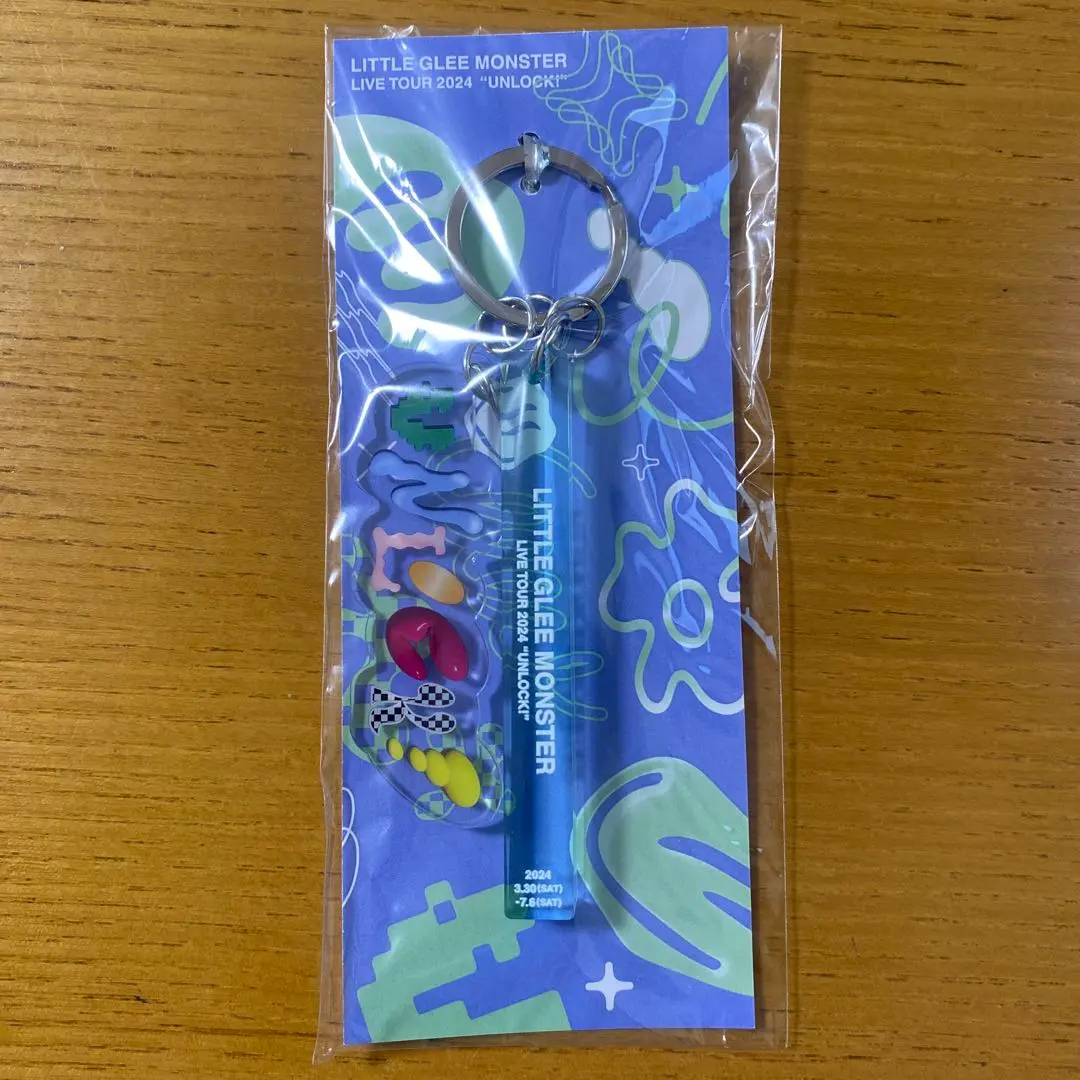 LITTLE GLEE MONSTER
LIVE TOUR 2024 “UNLOCK!”
UNLOCK!
LITTLE GLEE MONSTER
LIVE TOUR 2024 “UNLOCK!”
2024
3.30(SAT)
-7.6(SAT)